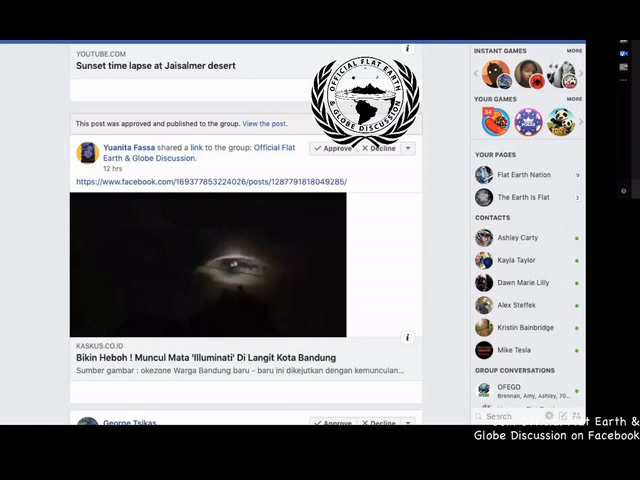 YOUTUBE.COM
Sunset time lapse at Jaisalmer desert
OFFICIAL FLAT EARTH
& GLOBE DISCUSSION
This post was approved and published to the group. View the post.
Yuanita Fassa shared a link to the group: Official Flat
Earth & Globe Discussion.
12 hrs
Approve
Decline
https://www.facebook.com/169377853224026/posts/1287791818049285/
KASKUS.CO.ID
Bikin Heboh ! Muncul Mata 'Illuminati' Di Langit Kota Bandung
Sumber gambar : okezone Warga Bandung baru - baru ini dikejutkan dengan kemunculan...
George Tsikas
Approve
Decline
INSTANT GAMES
MORE
YOUR GAMES
MORE
YOUR PAGES
Flat Earth Nation
9
The Earth Is Flat
3
CONTACTS
Ashley Carty
Kayla Taylor
Dawn Marie Lilly
Alex Steffek
Kristin Bainbridge
Mike Tesla
GROUP CONVERSATIONS
OFEGD
Brennan, Amy, Ashley, 70...
Search
Flat Earth &
Globe Discussion on Facebook